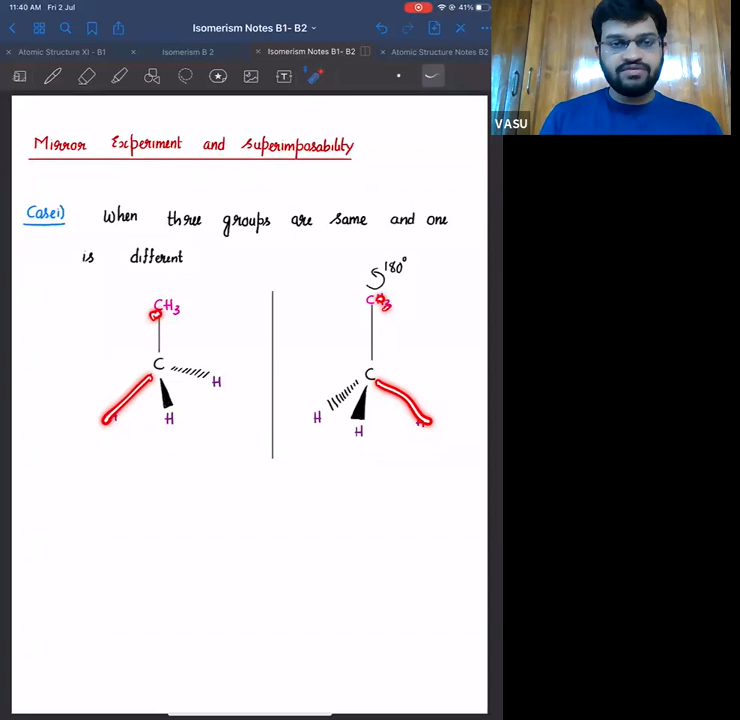 11:40 AM Fri 2 Jul
41%
Isomerism Notes B1- B2
Atomic Structure XI - B1
Isomerism B 2
Isomerism Notes B1- B2
Atomic Structure Notes B2
VASU
Mirror Experiment and Superimposability
Case i) When three groups are same and one
is different
180°
CH3
C
H
H
C
H
H